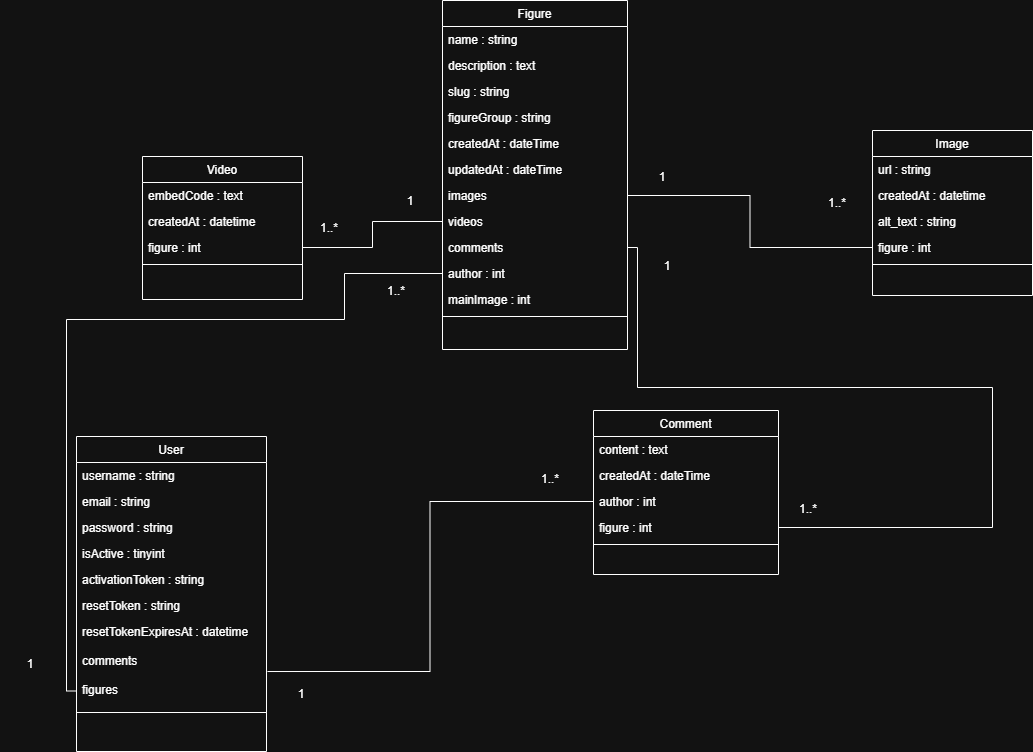 Figure
name : string
description : text
slug : string
figureGroup : string
createdAt : dateTime
updatedAt : dateTime
images
videos
comments
author : int
mainImage : int
Video
embedCode : text
createdAt : datetime
figure : int
1..*
1
1
1..*
Image
url : string
createdAt : datetime
alt_text : string
figure : int
1
1..*
User
username : string
email : string
password : string
isActive : tinyint
activationToken : string
resetToken : string
resetTokenExpiresAt : datetime
comments
figures
1
1
Comment
content : text
createdAt : dateTime
author : int
figure : int
1..*
1..*